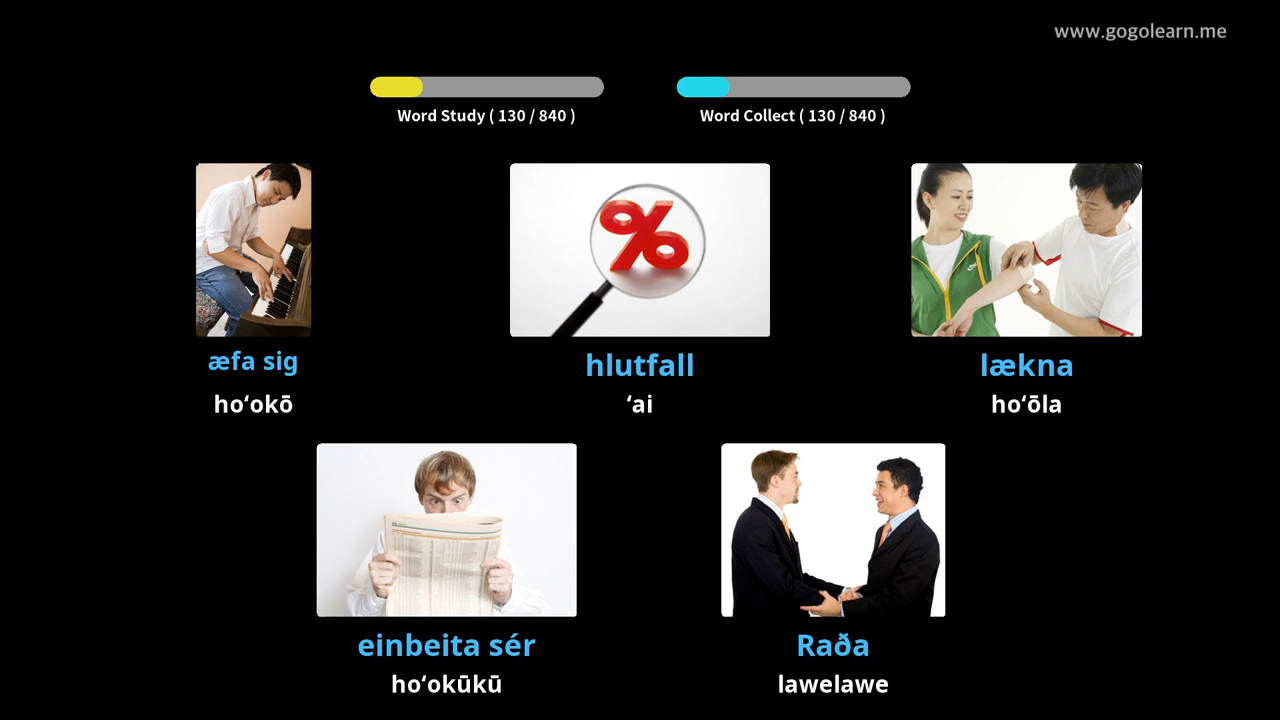 www.gogolearn.me
Word Study ( 130 / 840 )
Word Collect ( 130 / 840 )
%
æfa sig
hoʻokō
hlutfall
ʻai
lækna
hoʻōla
einbeita sér
hoʻokūkū
Raða
lawelawe